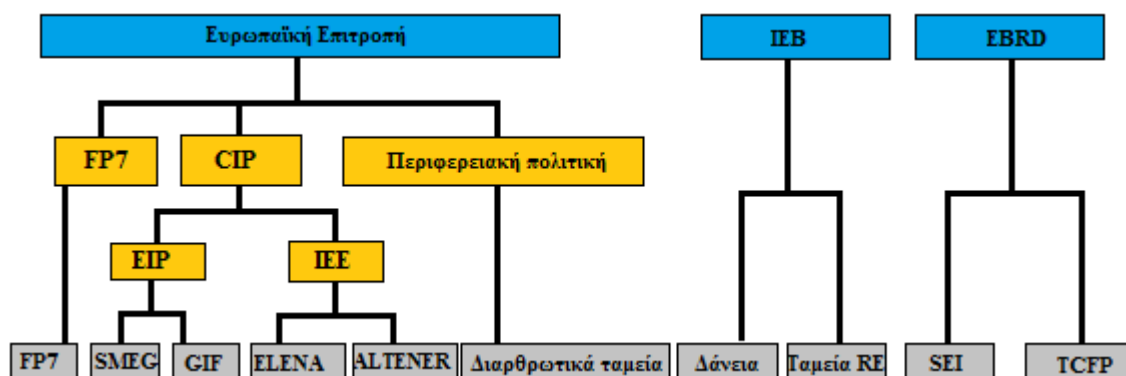 Ευρωπαϊκή Επιτροπή
IEB
EBRD
FP7
CIP
Περιφερειακή πολιτική
EIP
IEE
FP7
SMEG
GIF
ELENA
ALTENER
Διαρθρωτικά ταμεία
Δάνεια
Ταμεία RE
SEI
TCFP